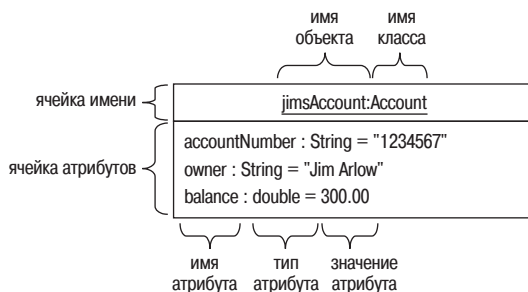 имя объекта
имя класса
ячейка имени
jimsAccount:Account
ячейка атрибутов
accountNumber : String = "1234567"
owner : String = "Jim Arlow"
balance : double = 300.00
имя атрибута
тип атрибута
значение атрибута